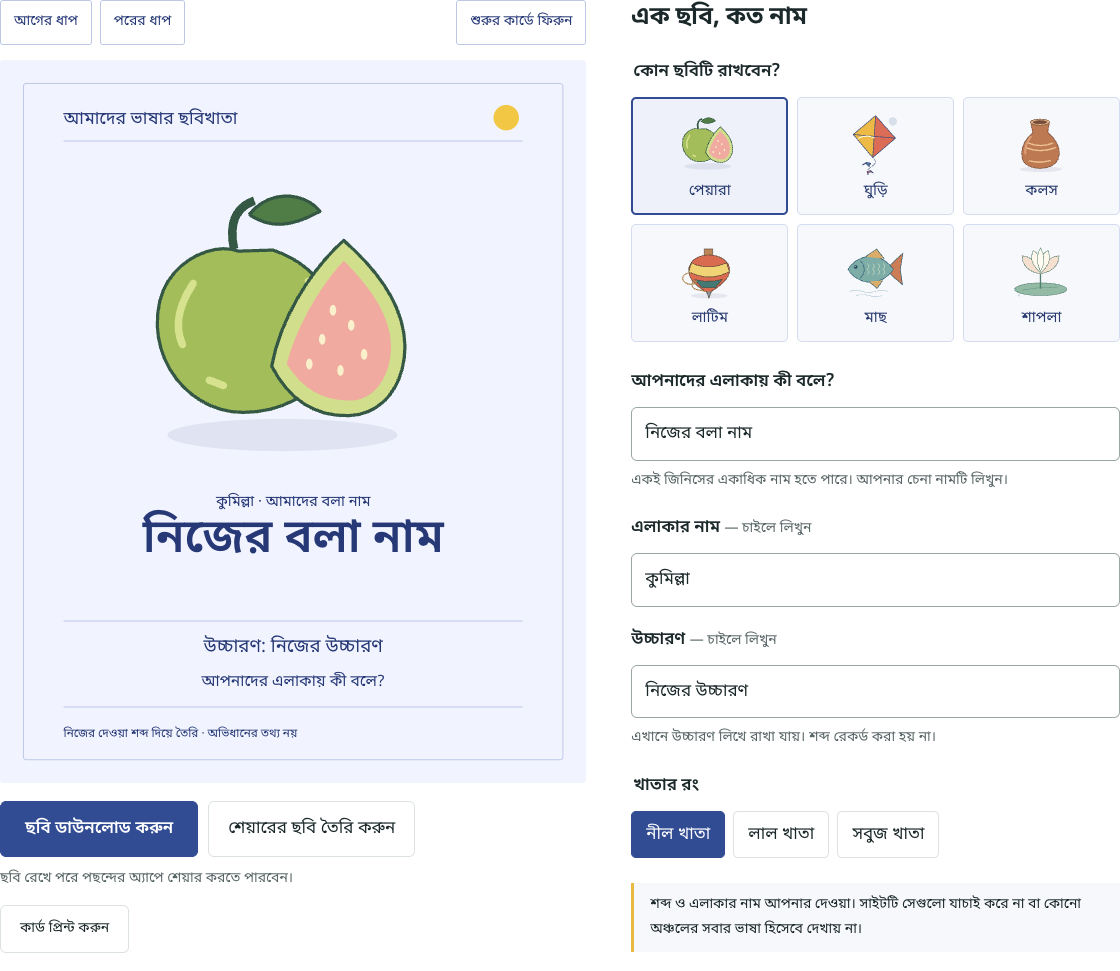 আগের ধাপ
পরের ধাপ
শুরুর কার্ডে ফিরুন
আমাদের ভাষার ছবিখাতা
কুমিল্লা · আমাদের বলা নাম
নিজের বলা নাম
উচ্চারণ: নিজের উচ্চারণ
আপনাদের এলাকায় কী বলে?
নিজের দেওয়া শব্দ দিয়ে তৈরি · অভিধানের তথ্য নয়
ছবি ডাউনলোড করুন
শেয়ারের ছবি তৈরি করুন
ছবি রেখে পরে পছন্দের অ্যাপে শেয়ার করতে পারবেন।
কার্ড প্রিন্ট করুন
এক ছবি, কত নাম
কোন ছবিটি রাখবেন?
পেয়ারা
ঘুড়ি
কলস
লাটিম
মাছ
শাপলা
আপনাদের এলাকায় কী বলে?
নিজের বলা নাম
একই জিনিসের একাধিক নাম হতে পারে। আপনার চেনা নামটি লিখুন।
এলাকার নাম — চাইলে লিখুন
কুমিল্লা
উচ্চারণ — চাইলে লিখুন
নিজের উচ্চারণ
এখানে উচ্চারণ লিখে রাখা যায়। শব্দ রেকর্ড করা হয় না।
খাতার রং
নীল খাতা
লাল খাতা
সবুজ খাতা
শব্দ ও এলাকার নাম আপনার দেওয়া। সাইটটি সেগুলো যাচাই করে না বা কোনো
অঞ্চলের সবার ভাষা হিসেবে দেখায় না।